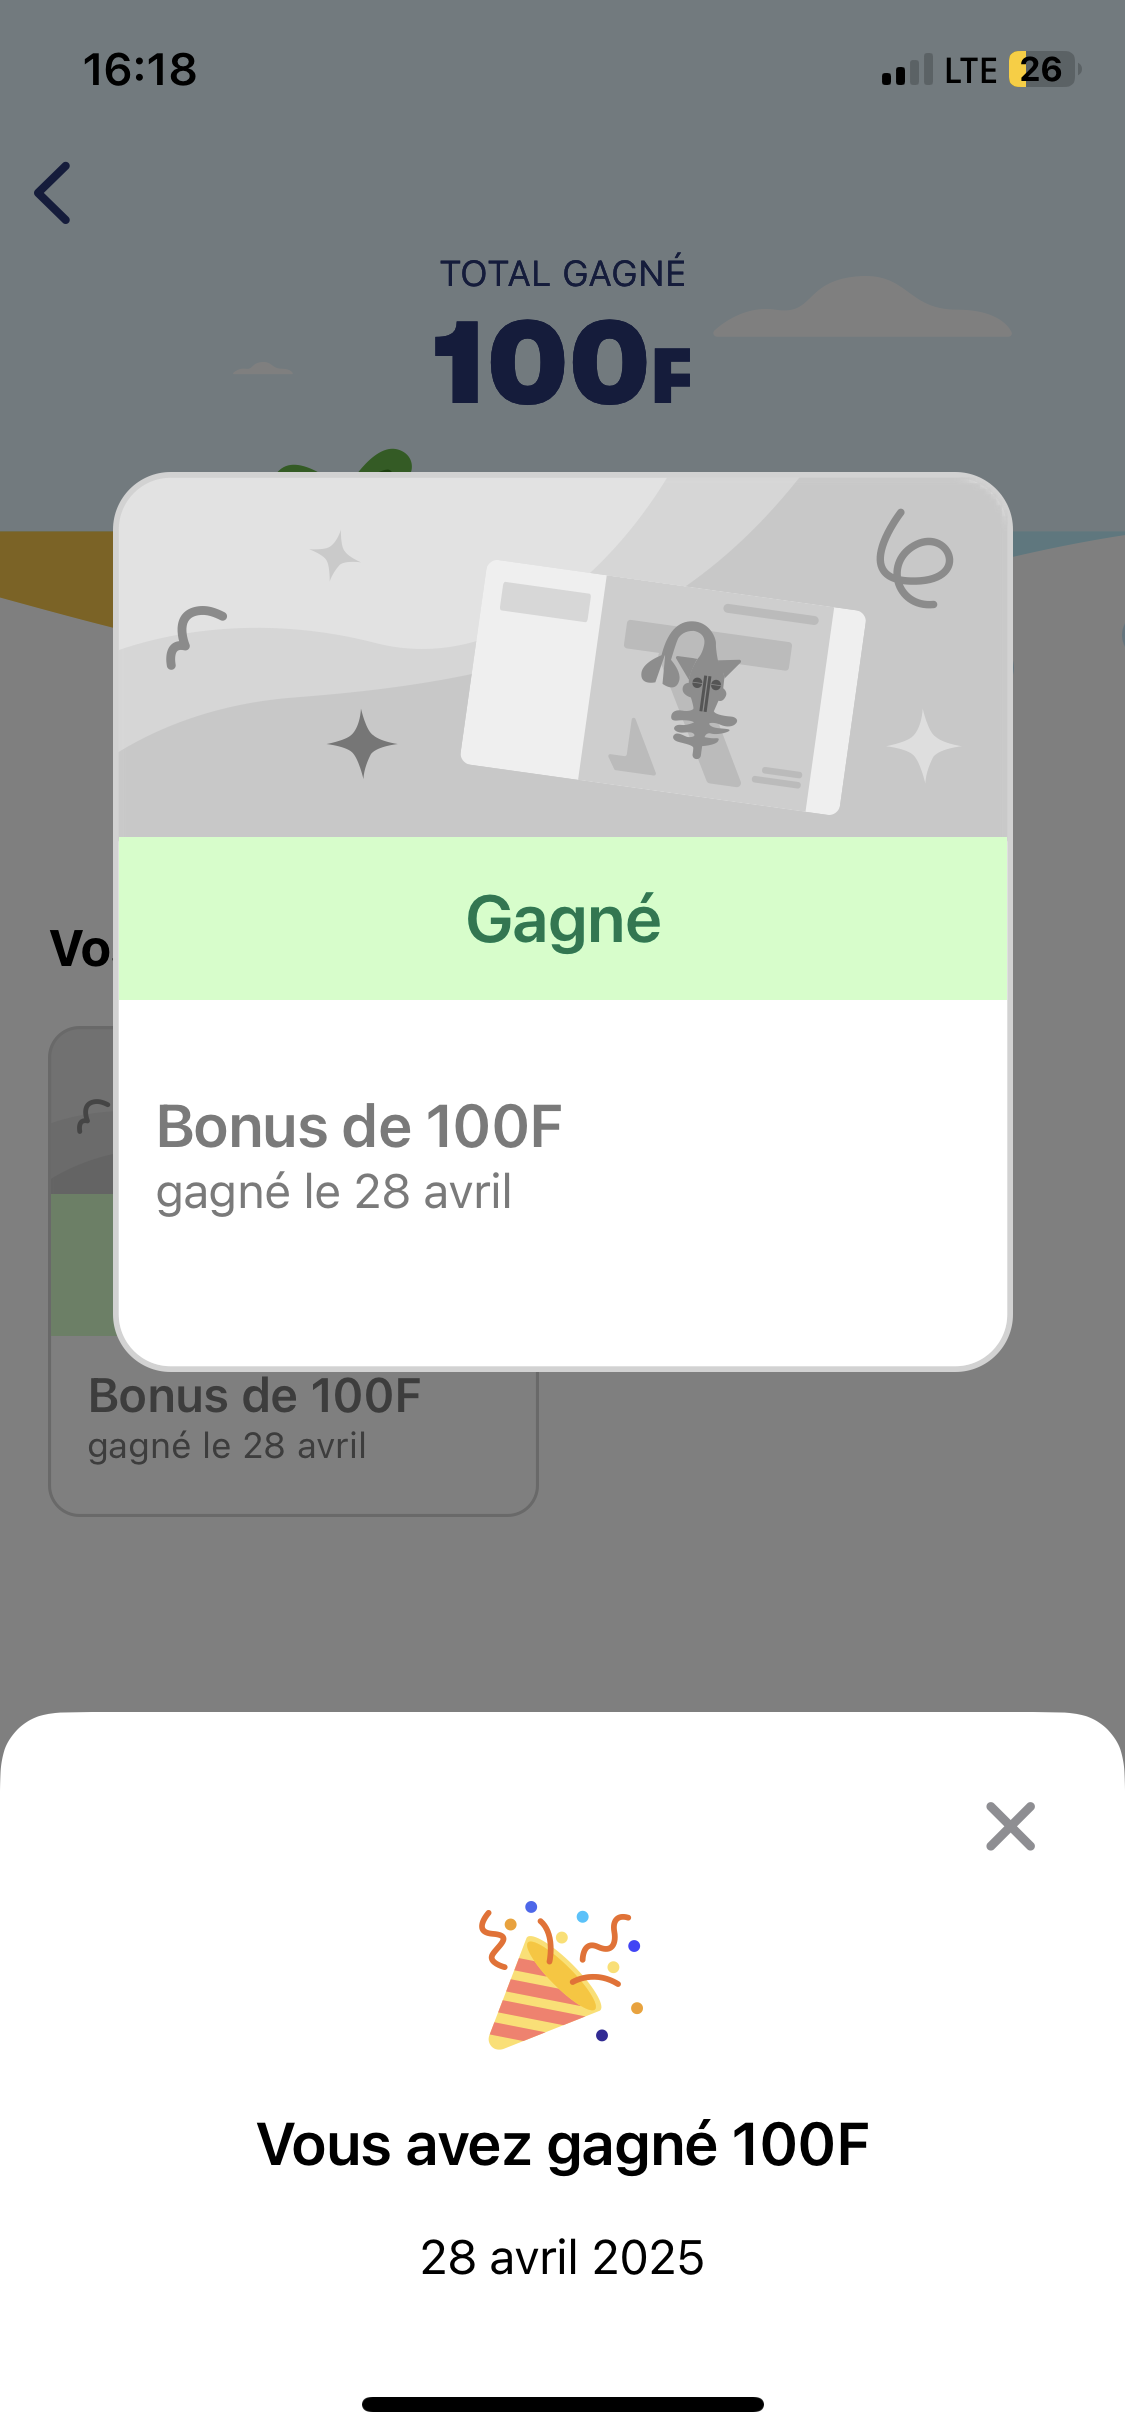 16:18
LTE 26
TOTAL GAGNÉ
100F
Gagné
Bonus de 100F
gagné le 28 avril
Bonus de 100F
gagné le 28 avril
Vous avez gagné 100F
28 avril 2025